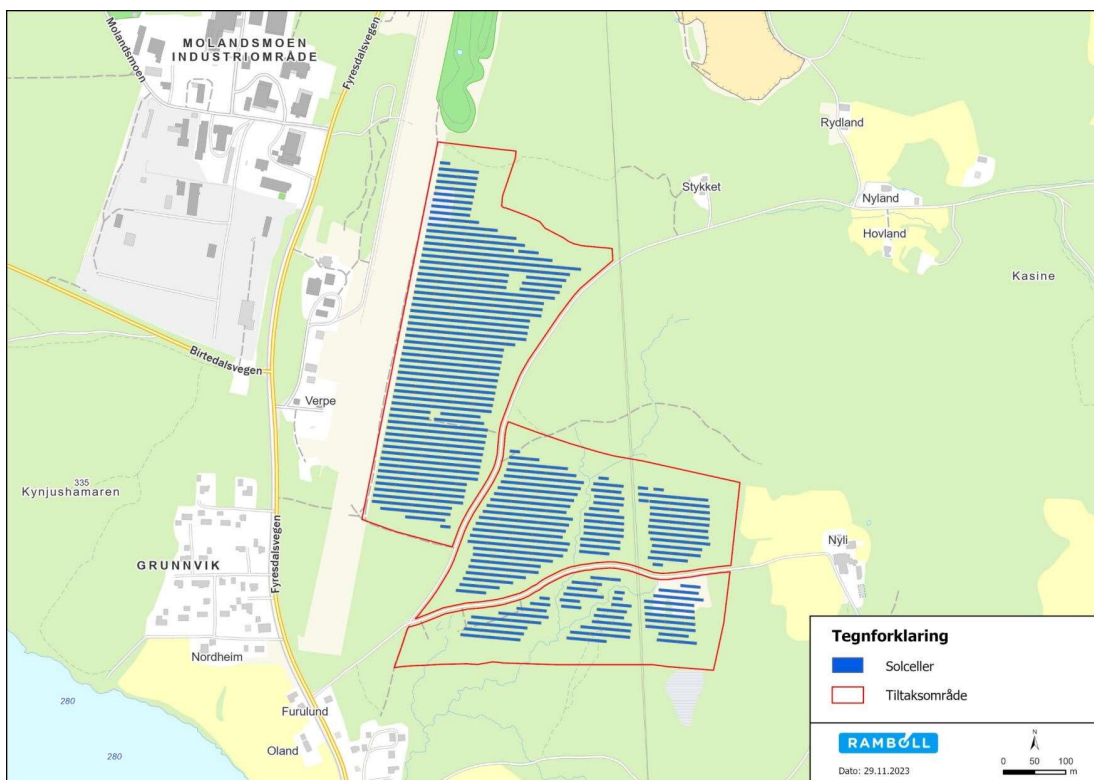 MOLANDSMOEN
INDUSTRIOMRÅDE
Molandsmoen
Fyresdalsvegen
Rydland
Stykket
Nyland
Hovland
Kasine
Birtedalsvegen
Verpe
335
Kynjushamaren
GRUNNVIK
Fyresdalsvegen
Nyli
Nordheim
280
Furulund
Oland
280
Tegnforklaring
Solceller
Tiltaksområde
RAMBOLL
Dato: 29.11.2023
N
0 50 100
m